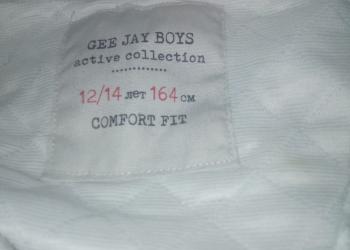 GEE JAY BOYS
active collection
12/14 лет 164 см
COMFORT FIT